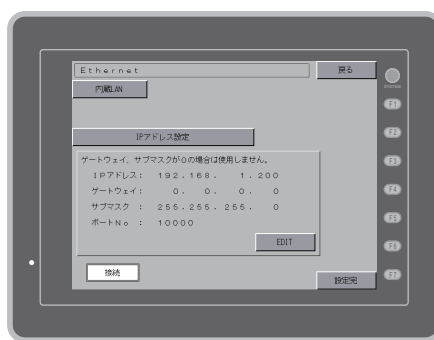 Ethernet
戻る
内蔵LAN
SYSTEM
F1
IPアドレス設定
F2
ゲートウェイ、サブマスクが0の場合は使用しません。
F3
IPアドレス： 192．168． 1．200
ゲートウェイ： 0． 0． 0． 0
F4
サブマスク ： 255．255．255． 0
ポートNo ： 10000
F5
EDIT
F6
接続
F7
設定完